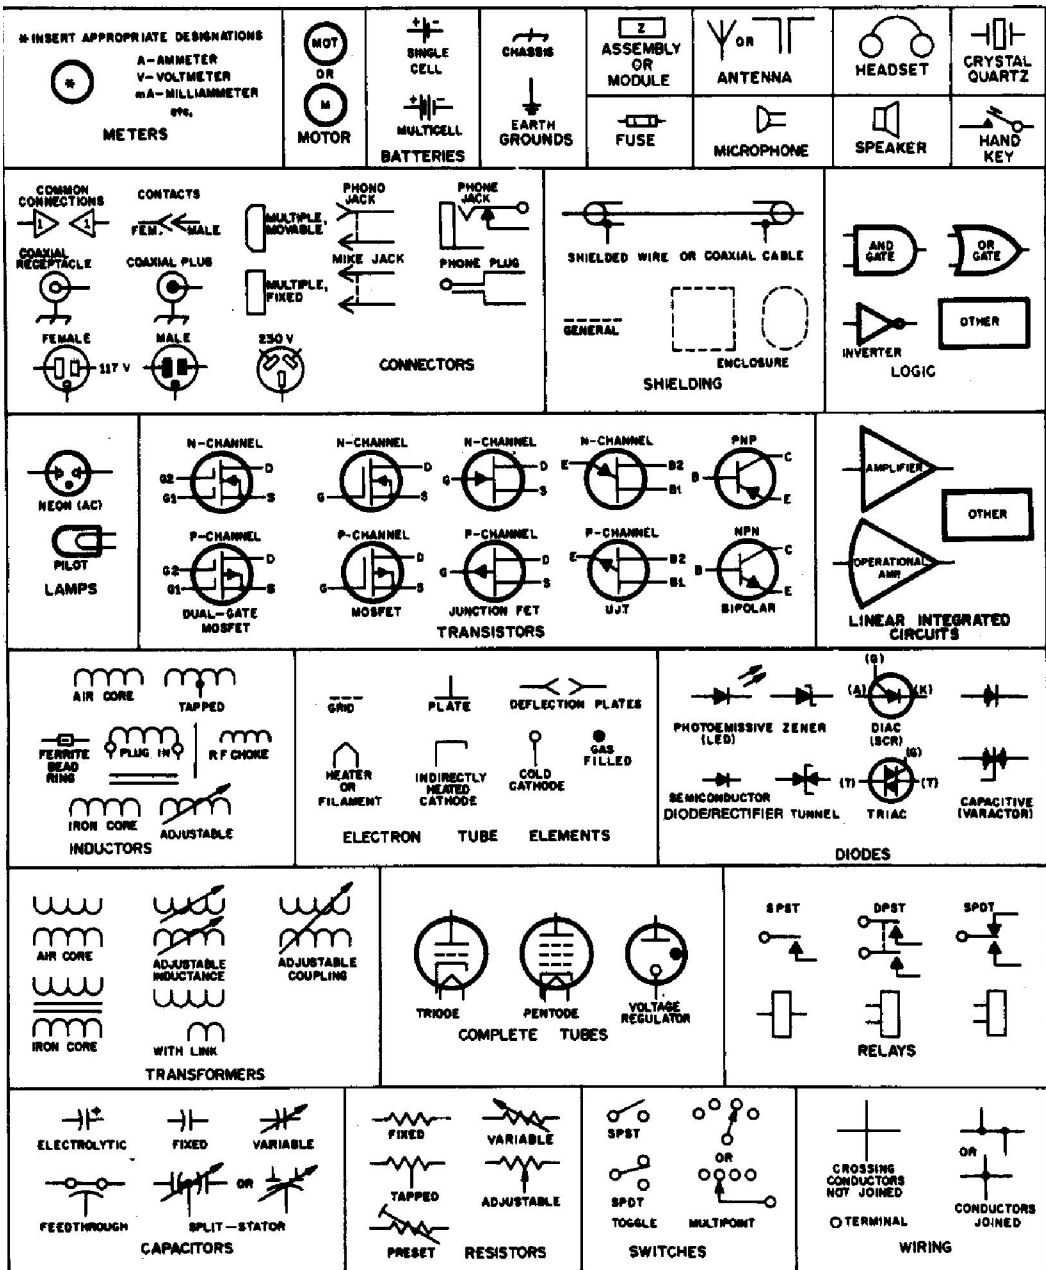 * INSERT APPROPRIATE DESIGNATIONS
A-AMMETER
V-VOLTMETER
mA-MILLIAMMETER
etc.
*
METERS
MOT
OR
M
MOTOR
+ -
SINGLE
CELL
+ -
MULTICELL
BATTERIES
CHASSIS
EARTH
GROUNDS
Z
ASSEMBLY
OR
MODULE
FUSE
OR
ANTENNA
MICROPHONE
HEADSET
SPEAKER
CRYSTAL
QUARTZ
HAND
KEY
COMMON
CONNECTIONS
1 1
CONTACTS
FEM. MALE
MULTIPLE,
MOVABLE
PHONO
JACK
PHONE
JACK
COAXIAL
RECEPTACLE
COAXIAL PLUG
MULTIPLE,
FIXED
MIKE JACK
PHONE PLUG
FEMALE
MALE
117 V
230 V
CONNECTORS
SHIELDED WIRE OR COAXIAL CABLE
GENERAL
ENCLOSURE
SHIELDING
AND
GATE
OR
GATE
INVERTER
OTHER
LOGIC
NEON (AC)
PILOT
LAMPS
N-CHANNEL
G2
G1
D
S
N-CHANNEL
G
D
S
N-CHANNEL
G
D
S
N-CHANNEL
E
B2
B1
PNP
B
C
E
P-CHANNEL
G2
G1
D
S
DUAL-GATE
MOSFET
P-CHANNEL
G
D
S
MOSFET
P-CHANNEL
G
D
S
JUNCTION FET
P-CHANNEL
E
B2
B1
UJT
NPN
B
C
E
BIPOLAR
TRANSISTORS
AMPLIFIER
OTHER
OPERATIONAL
AMP.
LINEAR INTEGRATED
CIRCUITS
AIR CORE
TAPPED
FERRITE
BEAD
RING
PLUG IN
RF CHOKE
IRON CORE
ADJUSTABLE
INDUCTORS
GRID
PLATE
DEFLECTION PLATES
HEATER
OR
FILAMENT
INDIRECTLY
HEATED
CATHODE
COLD
CATHODE
GAS
FILLED
ELECTRON TUBE ELEMENTS
PHOTOEMISSIVE
(LED)
ZENER
(G)
(A) (K)
DIAC
(SCR)
SEMICONDUCTOR
DIODE/RECTIFIER
TUNNEL
(G)
(T) (T)
TRIAC
CAPACITIVE
(VARACTOR)
DIODES
AIR CORE
ADJUSTABLE
INDUCTANCE
ADJUSTABLE
COUPLING
IRON CORE
WITH LINK
TRANSFORMERS
TRIODE
PENTODE
VOLTAGE
REGULATOR
COMPLETE TUBES
SPST
DPST
SPDT
RELAYS
+
ELECTROLYTIC
FIXED
VARIABLE
FEEDTHROUGH
OR
SPLIT-STATOR
CAPACITORS
FIXED
VARIABLE
TAPPED
ADJUSTABLE
PRESET
RESISTORS
SPST
OR
SPDT
TOGGLE
MULTIPOINT
SWITCHES
CROSSING
CONDUCTORS
NOT JOINED
TERMINAL
OR
CONDUCTORS
JOINED
WIRING